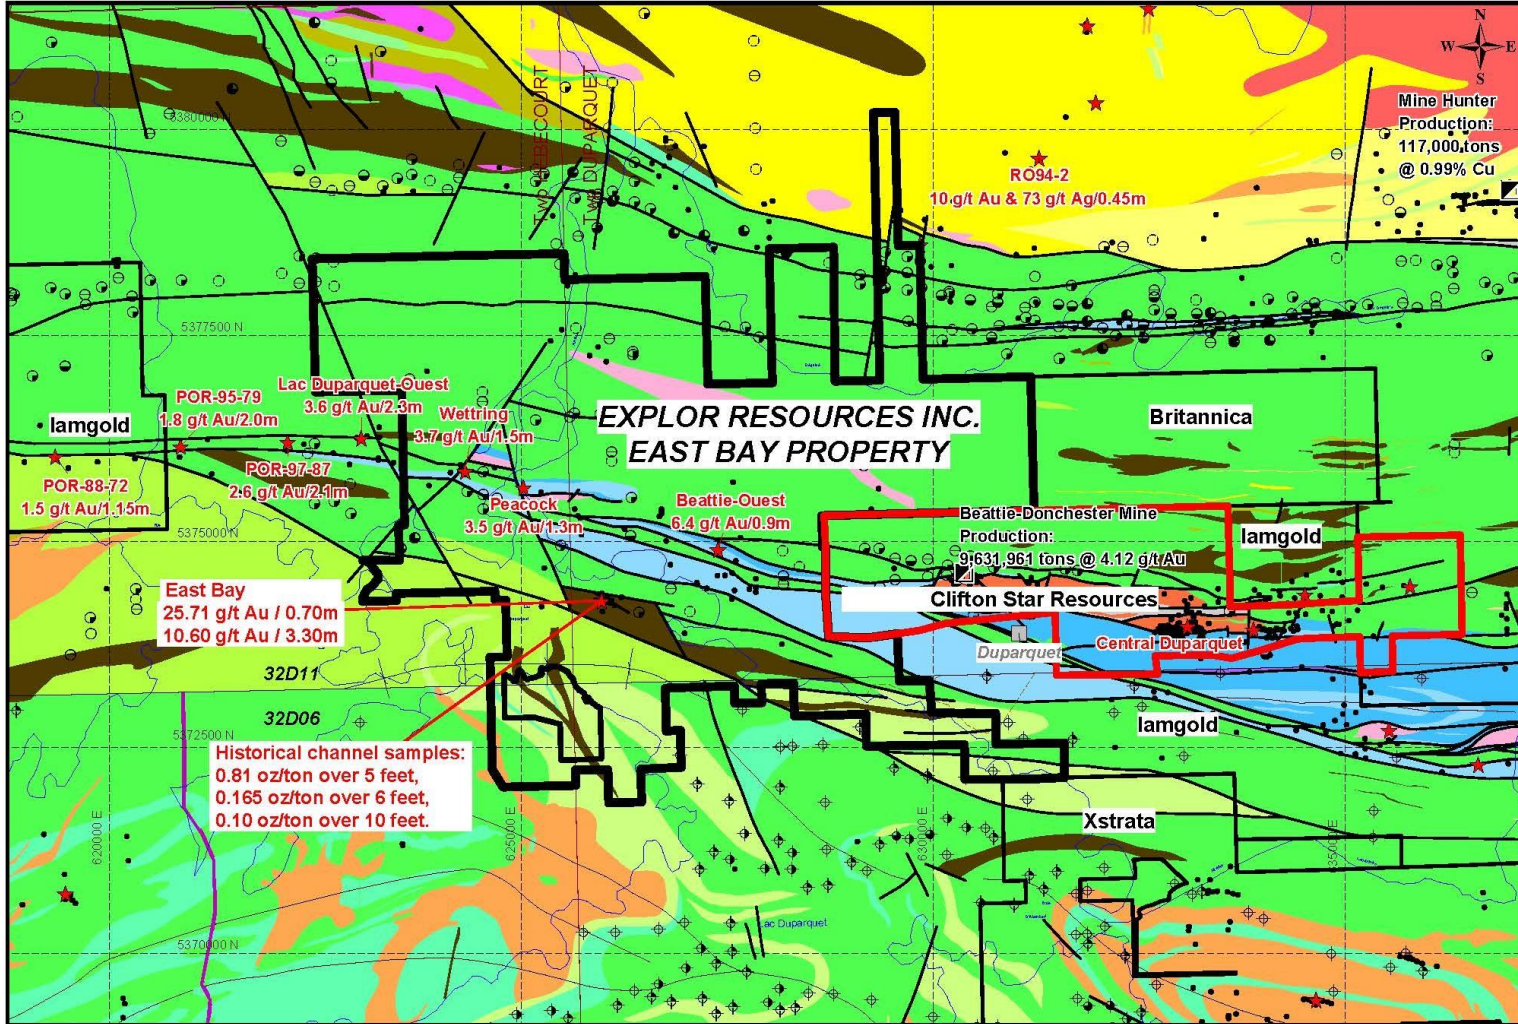 N
W E
S
Mine Hunter
Production:
117,000 tons
@ 0.99% Cu
5380000 N
TWP HEBECOURT
TWP DUPARQUET
RO94-2
10 g/t Au & 73 g/t Ag/0.45m
5377500 N
Lac Duparquet-Ouest
3.6 g/t Au/2.3m
POR-95-79
1.8 g/t Au/2.0m
Iamgold
Wettring
3.7 g/t Au/1.5m
EXPLOR RESOURCES INC.
EAST BAY PROPERTY
Britannica
POR-88-72
1.5 g/t Au/1.15m
POR-97-87
2.6 g/t Au/2.1m
Peacock
3.5 g/t Au/1.3m
Beattie-Ouest
6.4 g/t Au/0.9m
Beattie-Donchester Mine
Production:
9,631,961 tons @ 4.12 g/t Au
Iamgold
5375000 N
East Bay
25.71 g/t Au / 0.70m
10.60 g/t Au / 3.30m
Clifton Star Resources
Duparquet
Central Duparquet
32D11
32D06
Iamgold
5372500 N
Historical channel samples:
0.81 oz/ton over 5 feet,
0.165 oz/ton over 6 feet,
0.10 oz/ton over 10 feet.
Xstrata
620000 E
625000 E
630000 E
635000 E
Lac Duparquet
5370000 N